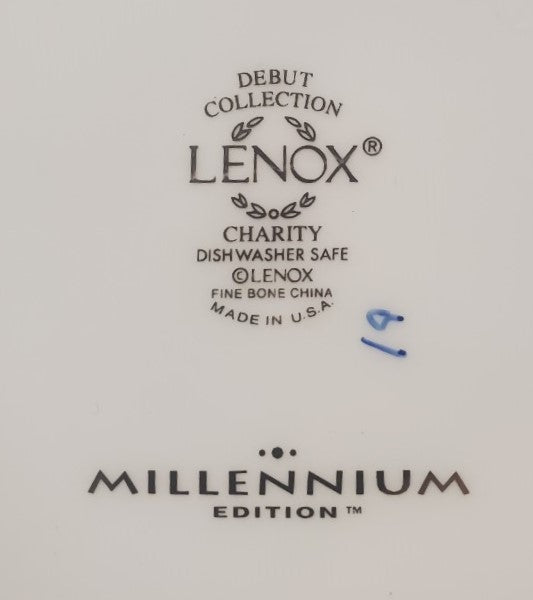 DEBUT
COLLECTION
LENOX®
CHARITY
DISHWASHER SAFE
©LENOX
FINE BONE CHINA
MADE IN U.S.A.
MILLENNIUM
EDITION™